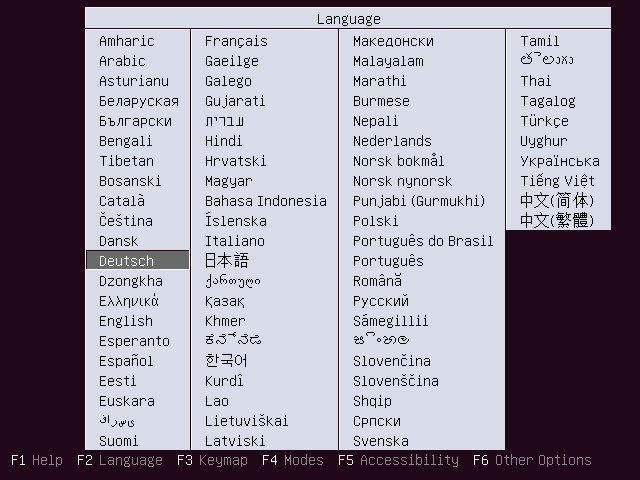 Language
Amharic
Arabic
Asturianu
Беларуская
Български
Bengali
Tibetan
Bosanski
Català
Čeština
Dansk
Deutsch
Dzongkha
Ελληνικά
English
Esperanto
Español
Eesti
Euskara
ﻓﺎﺭﺳﯽ
Suomi
Français
Gaeilge
Galego
Gujarati
עברית
Hindi
Hrvatski
Magyar
Bahasa Indonesia
Íslenska
Italiano
日本語
ქართული
Қазақ
Khmer
ಕನ್ನಡ
한국어
Kurdî
Lao
Lietuviškai
Latviski
Македонски
Malayalam
Marathi
Burmese
Nepali
Nederlands
Norsk bokmål
Norsk nynorsk
Punjabi (Gurmukhi)
Polski
Português do Brasil
Português
Română
Русский
Sámegillii
සිංහල
Slovenčina
Slovenščina
Shqip
Српски
Svenska
Tamil
తెలుగు
Thai
Tagalog
Türkçe
Uyghur
Українська
Tiếng Việt
中文(简体)
中文(繁體)
F1 Help F2 Language F3 Keymap F4 Modes F5 Accessibility F6 Other Options